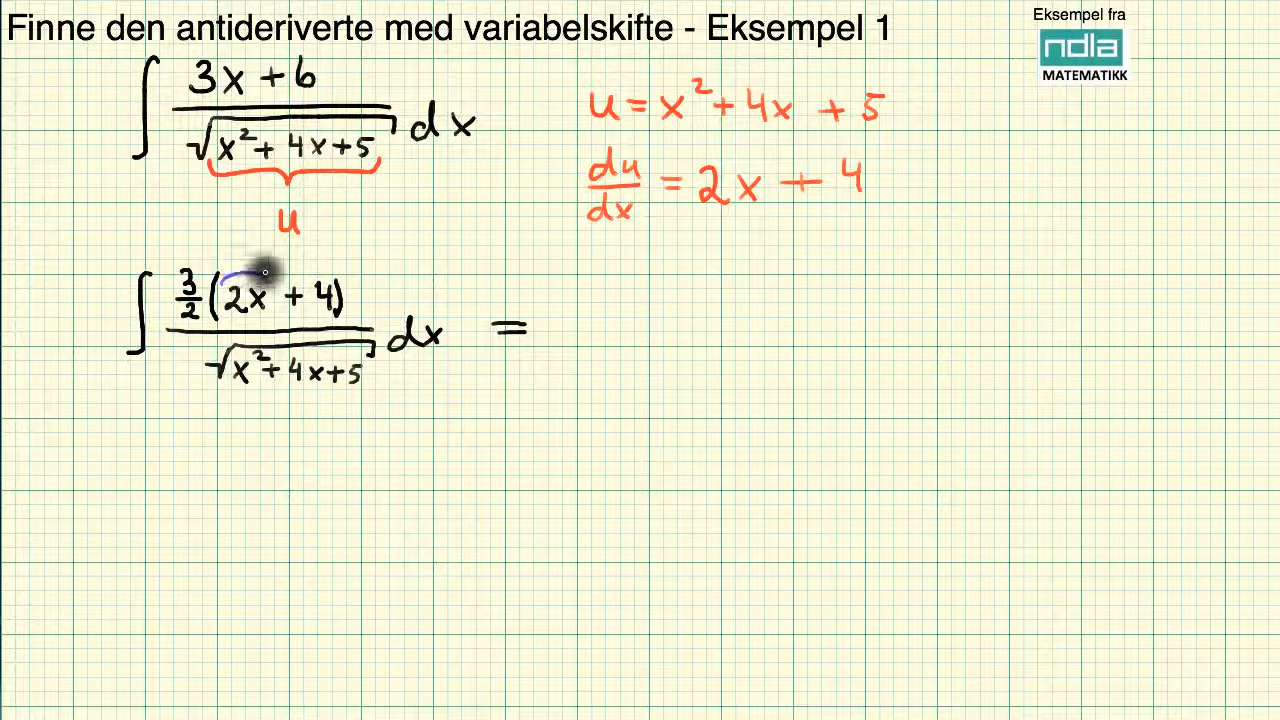 Finne den antideriverte med variabelskifte - Eksempel 1
Eksempel fra
ndla
MATEMATIKK
∫ (3x + 6) / √(x² + 4x + 5) dx
u
u = x² + 4x + 5
du/dx = 2x + 4
∫ (3/2 (2x + 4)) / √(x² + 4x + 5) dx =